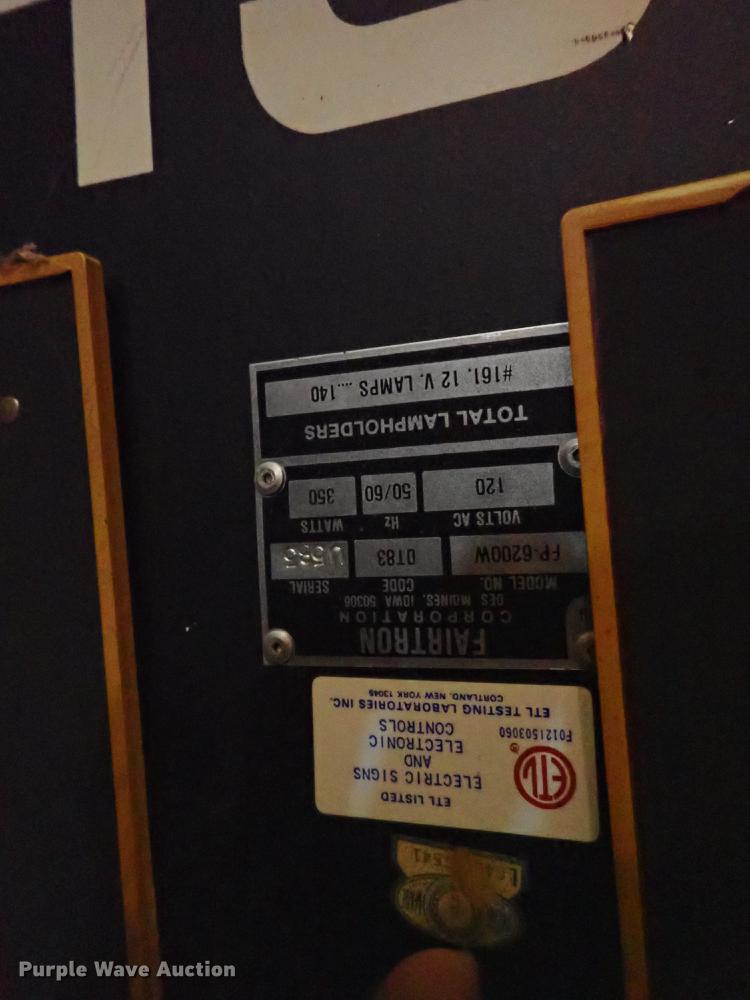 FAIRTRON
CORPORATION
DES MOINES, IOWA 50306
MODEL NO. CODE SERIAL
FP-6200W DT83
VOLTS AC Hz WATTS
120 50/60 350
TOTAL LAMPHOLDERS
#161. 12 V. LAMPS ....140
ETL LISTED
ELECTRIC SIGNS
AND
ELECTRONIC
CONTROLS
ETL
F0121503060
ETL TESTING LABORATORIES INC.
CORTLAND, NEW YORK 13045
Purple Wave Auction